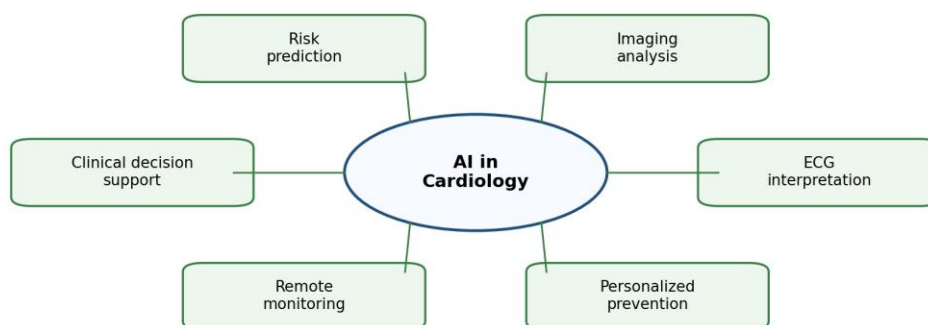 Risk
prediction
Imaging
analysis
Clinical decision
support
AI in
Cardiology
ECG
interpretation
Remote
monitoring
Personalized
prevention